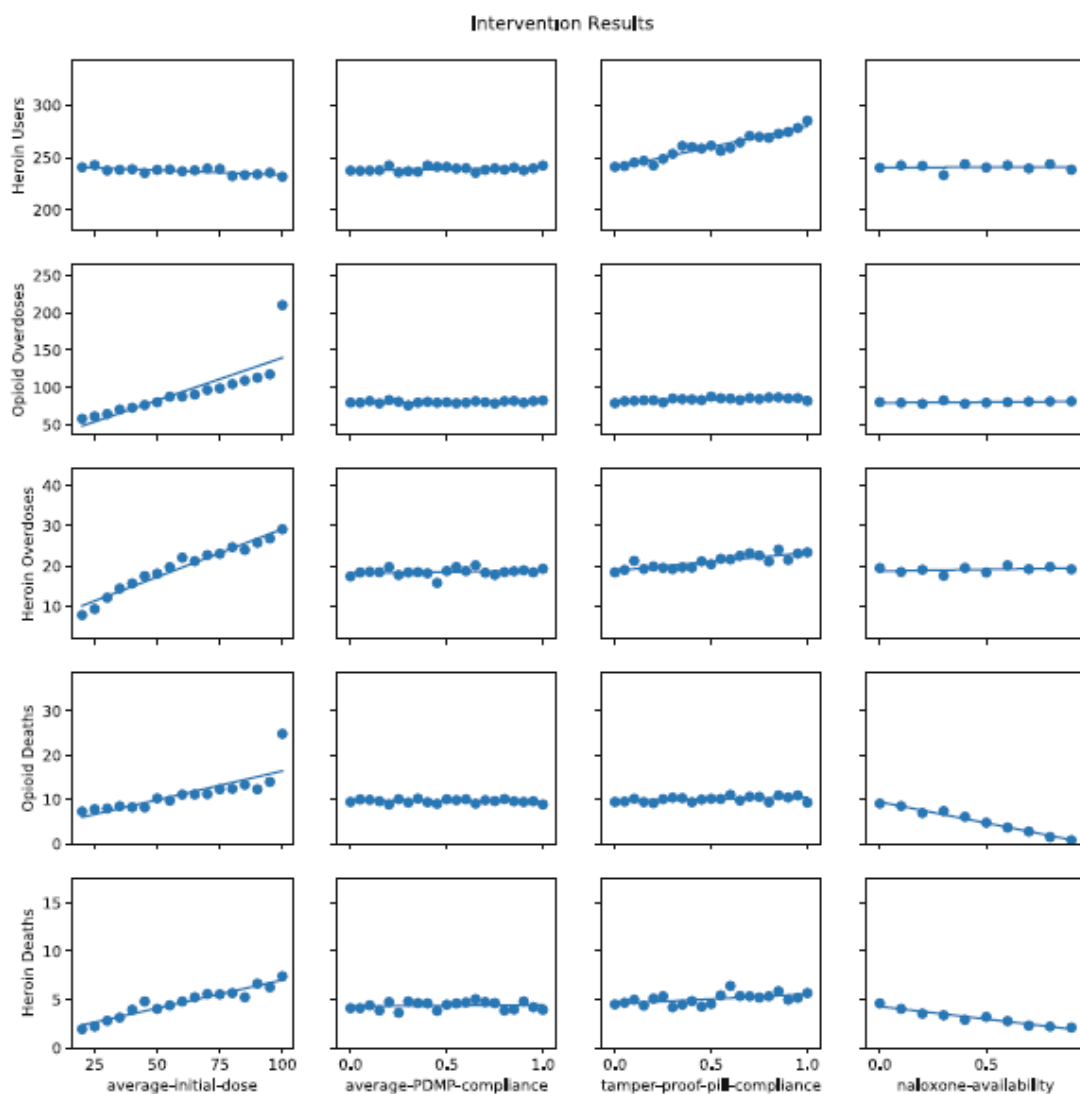 Intervention Results
Heroin Users
300
250
200
Opioid Overdoses
250
200
150
100
50
Heroin Overdoses
40
30
20
10
Opioid Deaths
30
20
10
0
Heroin Deaths
15
10
5
0
25 50 75 100
average-initial-dose
0.0 0.5 1.0
average-PDMP-compliance
0.0 0.5 1.0
tamper-proof-pill-compliance
0.0 0.5
naloxone-availability